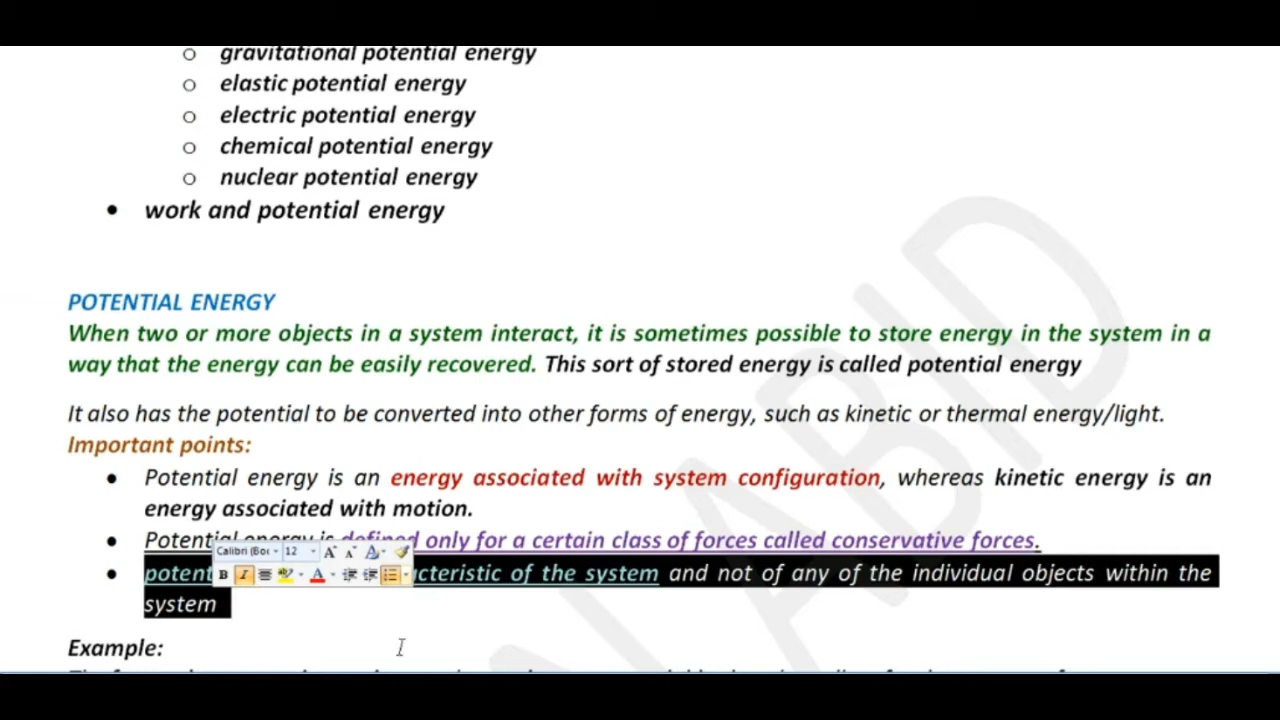 o gravitational potential energy
o elastic potential energy
o electric potential energy
o chemical potential energy
o nuclear potential energy
• work and potential energy
POTENTIAL ENERGY
When two or more objects in a system interact, it is sometimes possible to store energy in the system in a
way that the energy can be easily recovered. This sort of stored energy is called potential energy
It also has the potential to be converted into other forms of energy, such as kinetic or thermal energy/light.
Important points:
• Potential energy is an energy associated with system configuration, whereas kinetic energy is an
energy associated with motion.
• Potential energy is defined only for a certain class of forces called conservative forces.
Calibri (Boı 12
• of the system and not of any of the individual objects within the
system
Example: